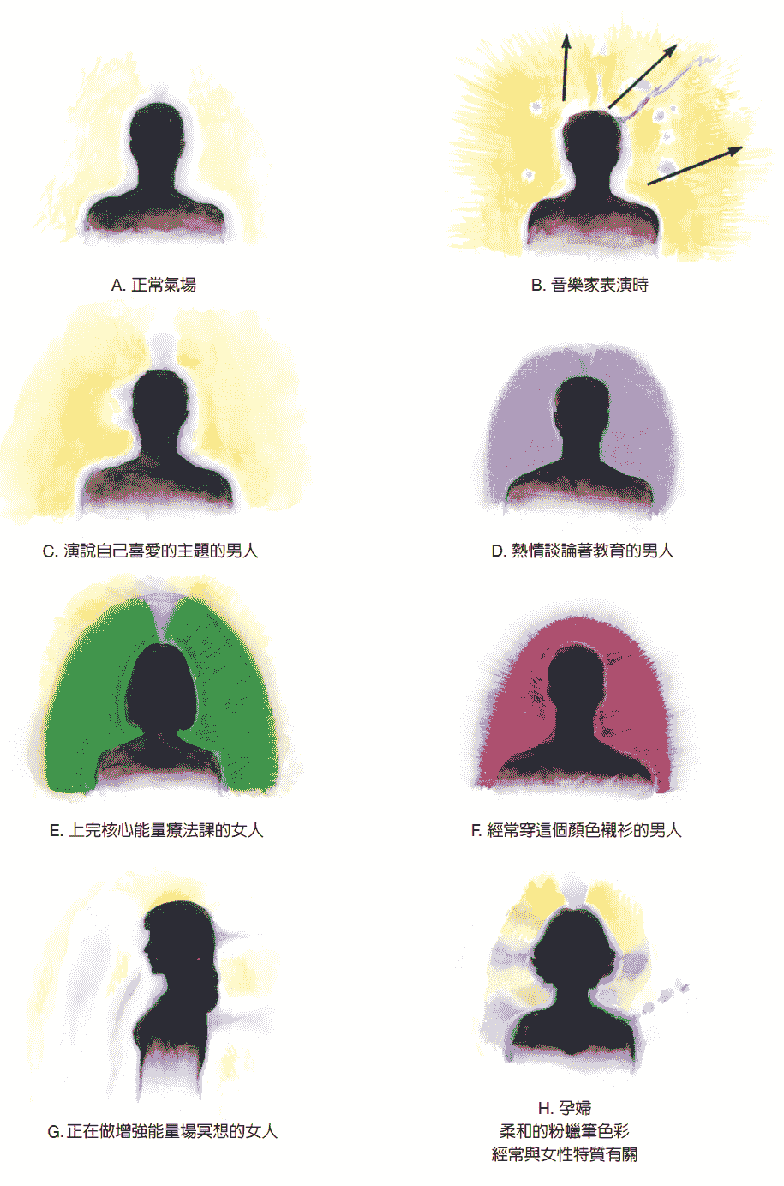 A. 正常氣場
B. 音樂家表演時
C. 演說自己喜愛的主題的男人
D. 熱情談論著教育的男人
E. 上完核心能量療法課的女人
F. 經常穿這個顏色襯衫的男人
G. 正在做增強能量場冥想的女人
H. 孕婦
柔和的粉蠟筆色彩
經常與女性特質有關